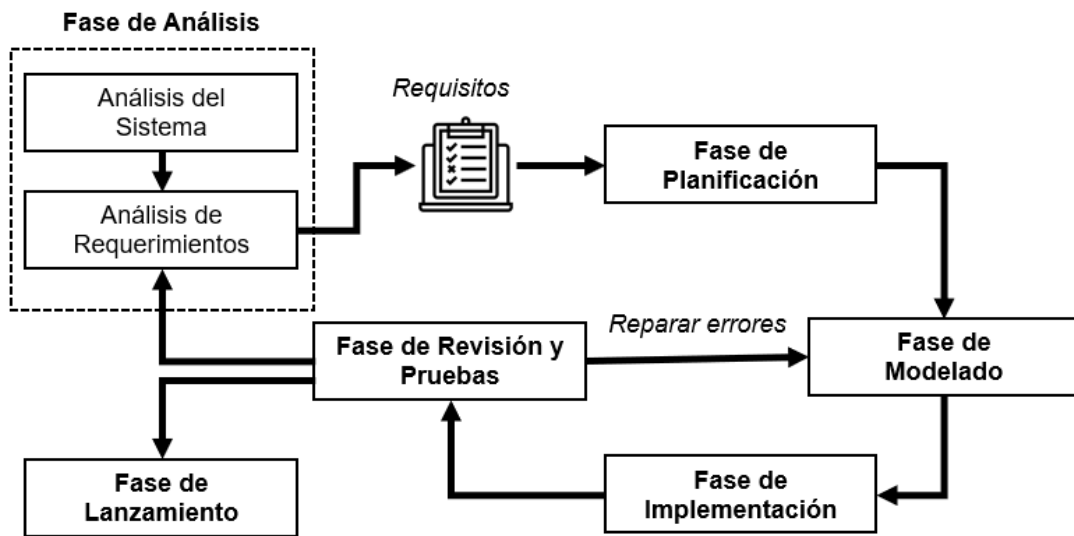 Fase de Análisis
Análisis del
Sistema
Análisis de
Requerimientos
Requisitos
Fase de
Planificación
Fase de Revisión y
Pruebas
Reparar errores
Fase de
Modelado
Fase de
Lanzamiento
Fase de
Implementación